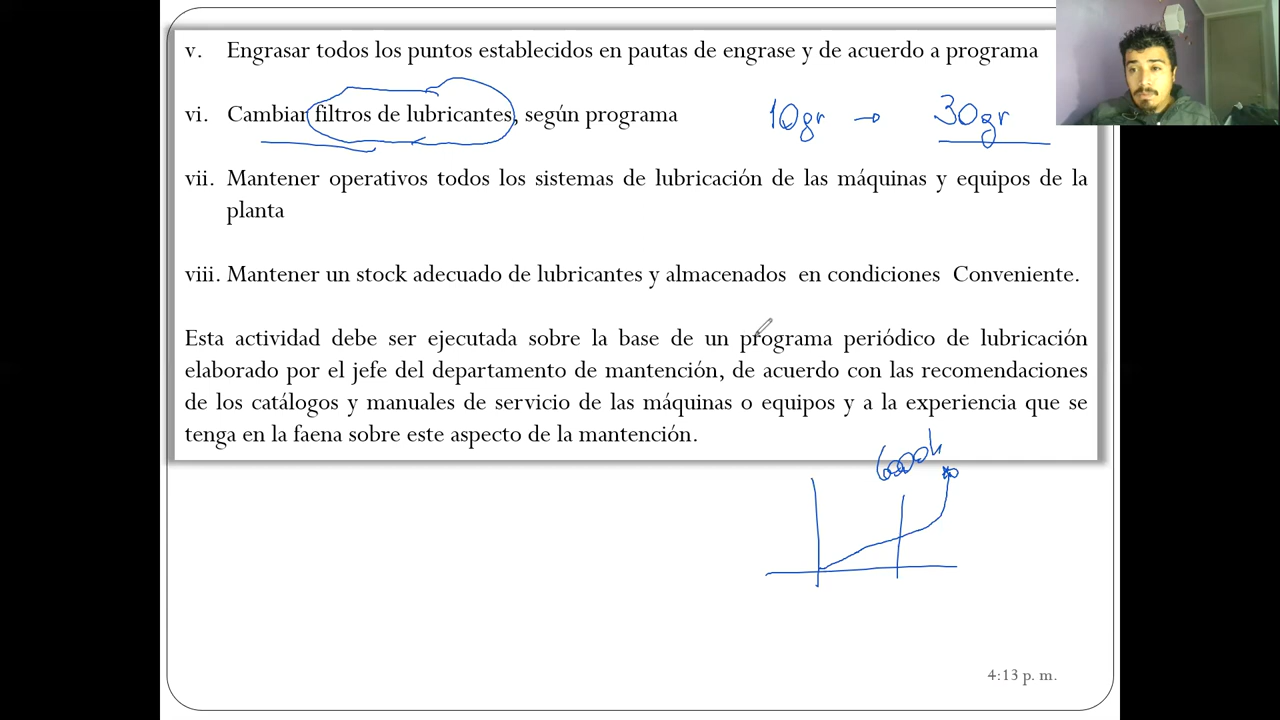 v. Engrasar todos los puntos establecidos en pautas de engrase y de acuerdo a programa
vi. Cambiar filtros de lubricantes, según programa
10gr → 30gr
vii. Mantener operativos todos los sistemas de lubricación de las máquinas y equipos de la
planta
viii. Mantener un stock adecuado de lubricantes y almacenados en condiciones Conveniente.
Esta actividad debe ser ejecutada sobre la base de un programa periódico de lubricación
elaborado por el jefe del departamento de mantención, de acuerdo con las recomendaciones
de los catálogos y manuales de servicio de las máquinas o equipos y a la experiencia que se
tenga en la faena sobre este aspecto de la mantención.
6000h
4:13 p. m.